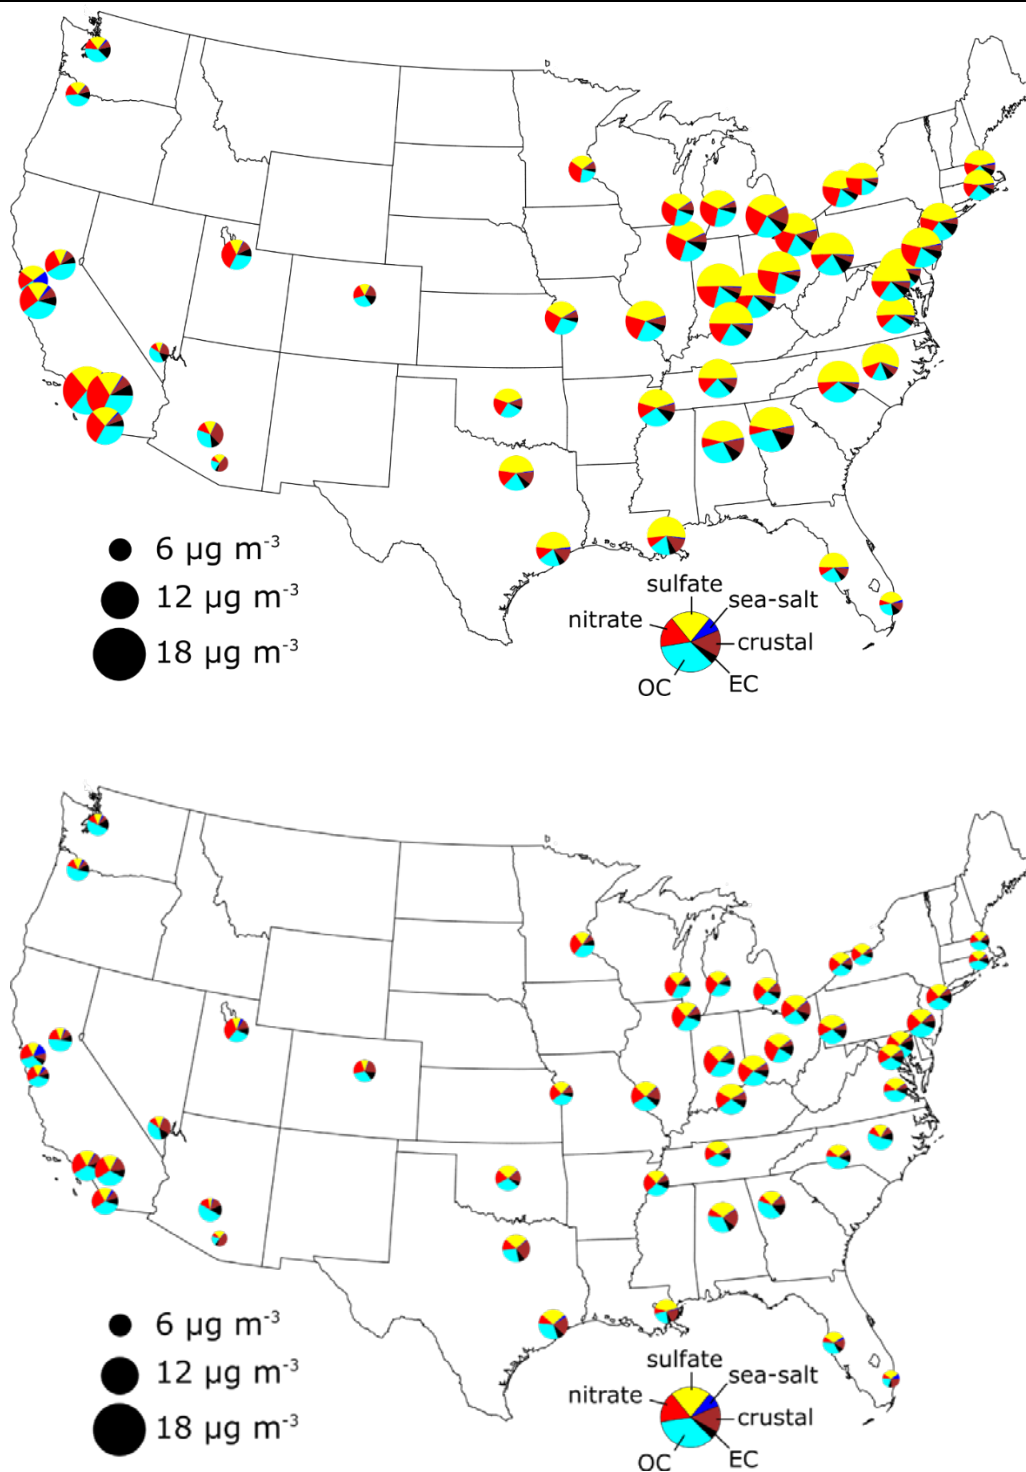 6 µg m⁻³
12 µg m⁻³
18 µg m⁻³
sulfate
nitrate
sea-salt
crustal
OC
EC
6 µg m⁻³
12 µg m⁻³
18 µg m⁻³
sulfate
nitrate
sea-salt
crustal
OC
EC